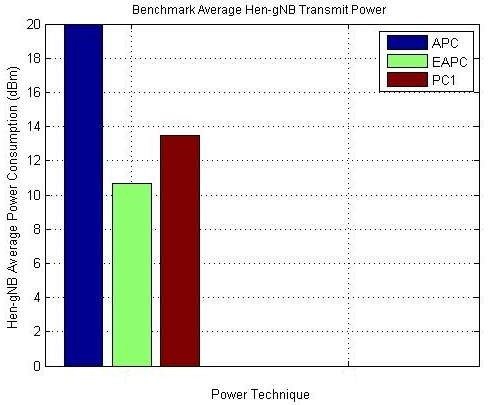 Benchmark Average Hen-gNB Transmit Power
20
18
16
14
12
10
8
6
4
2
0
Hen-gNB Average Power Consumption (dBm)
APC
EAPC
PC1
Power Technique